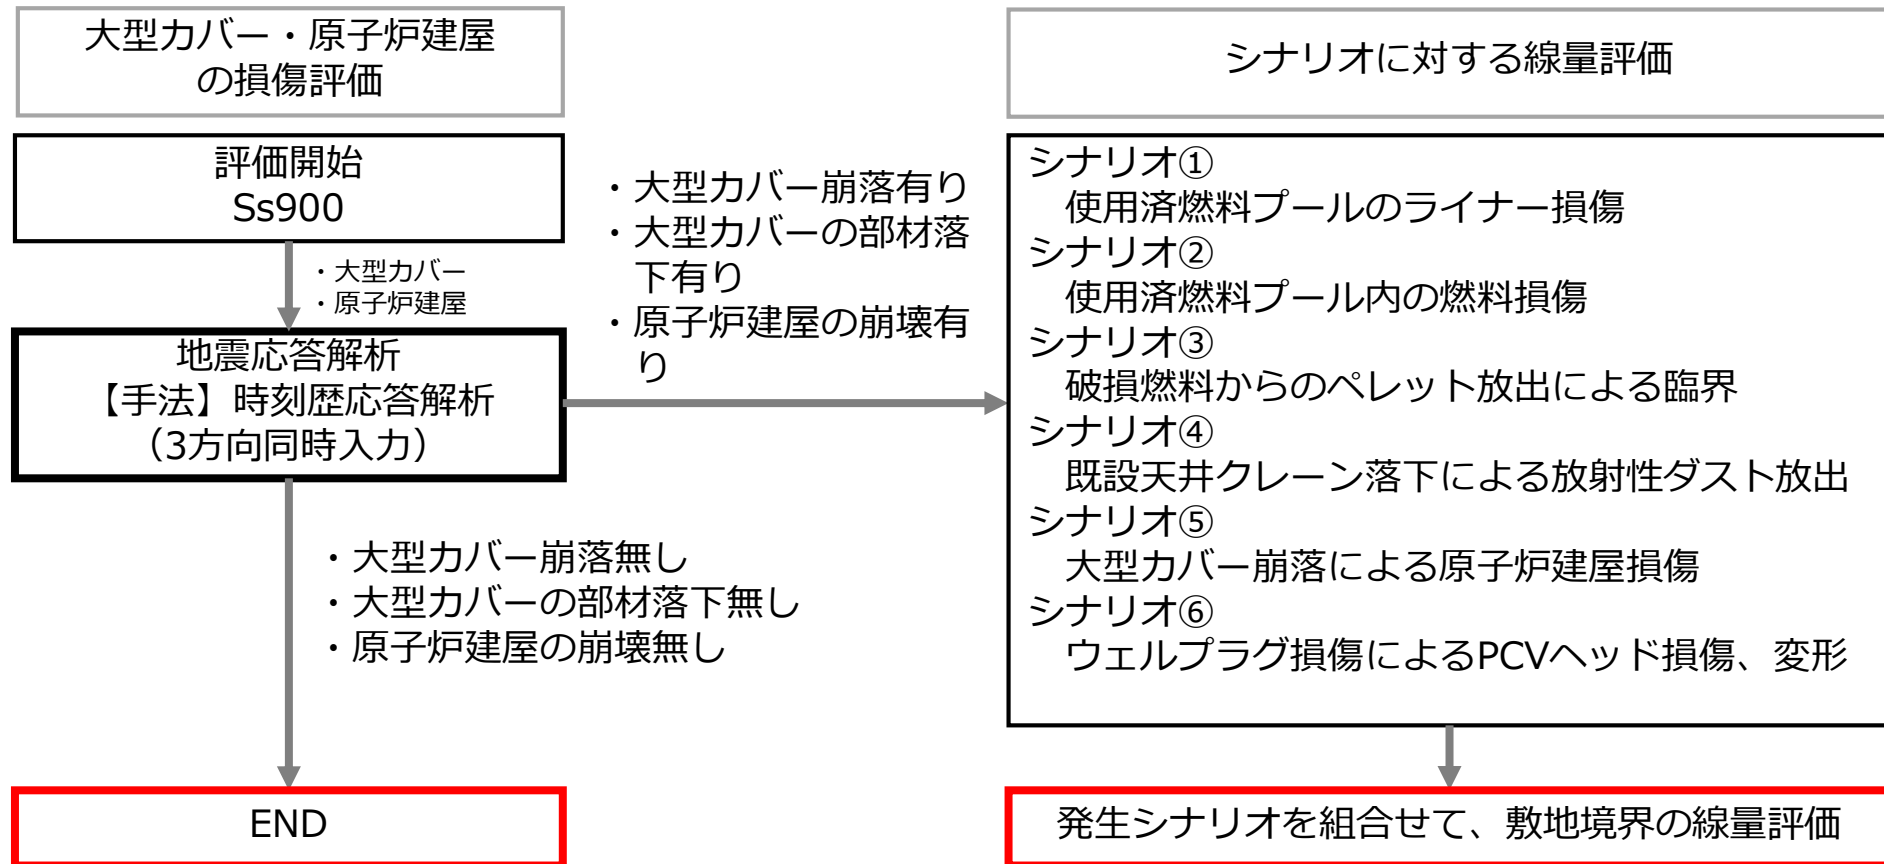 大型カバー・原子炉建屋
の損傷評価
評価開始
Ss900
・大型カバー
・原子炉建屋
地震応答解析
【手法】時刻歴応答解析
（3方向同時入力）
・大型カバー崩落有り
・大型カバーの部材落
下有り
・原子炉建屋の崩壊有
り
・大型カバー崩落無し
・大型カバーの部材落下無し
・原子炉建屋の崩壊無し
END
シナリオに対する線量評価
シナリオ①
使用済燃料プールのライナー損傷
シナリオ②
使用済燃料プール内の燃料損傷
シナリオ③
破損燃料からのペレット放出による臨界
シナリオ④
既設天井クレーン落下による放射性ダスト放出
シナリオ⑤
大型カバー崩落による原子炉建屋損傷
シナリオ⑥
ウェルプラグ損傷によるPCVヘッド損傷、変形
発生シナリオを組合せて、敷地境界の線量評価